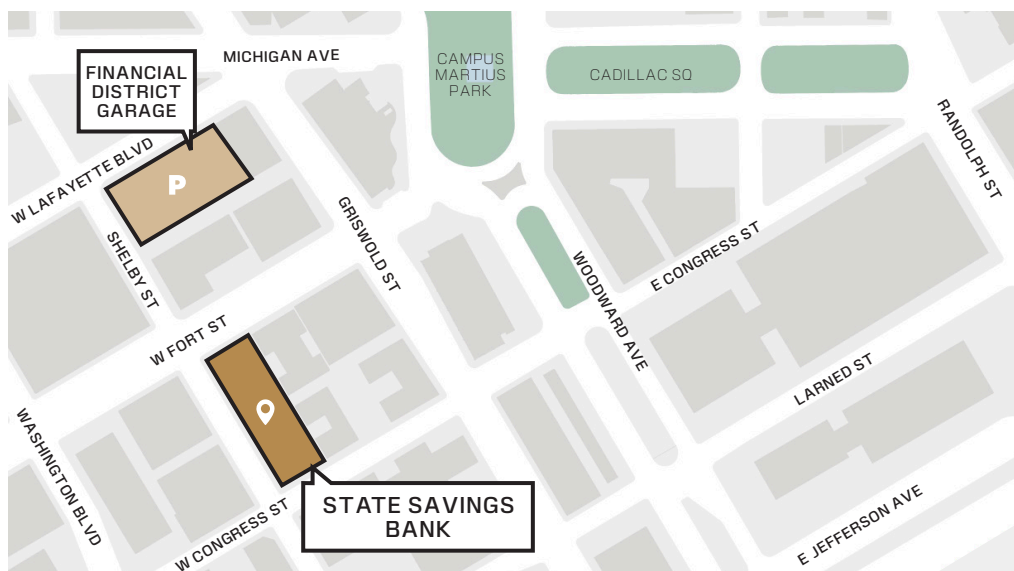 MICHIGAN AVE
CAMPUS
MARTIUS
PARK
CADILLAC SQ
FINANCIAL
DISTRICT
GARAGE
RANDOLPH ST
W LAFAYETTE BLVD
P
GRISWOLD ST
SHELBY ST
WOODWARD AVE
E CONGRESS ST
W FORT ST
LARNED ST
WASHINGTON BLVD
STATE SAVINGS
BANK
W CONGRESS ST
E JEFFERSON AVE